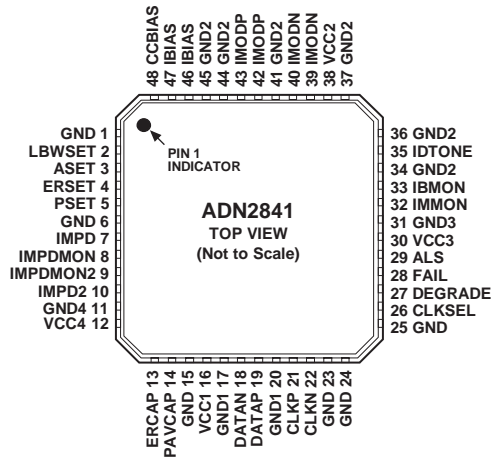 48 CCBIAS
47 IBIAS
46 IBIAS
45 GND2
44 GND2
43 IMODP
42 IMODP
41 GND2
40 IMODN
39 IMODN
38 VCC2
37 GND2
GND 1
LBWSET 2
ASET 3
ERSET 4
PSET 5
GND 6
IMPD 7
IMPDMON 8
IMPDMON2 9
IMPD2 10
GND4 11
VCC4 12
PIN 1
INDICATOR
ADN2841
TOP VIEW
(Not to Scale)
36 GND2
35 IDTONE
34 GND2
33 IBMON
32 IMMON
31 GND3
30 VCC3
29 ALS
28 FAIL
27 DEGRADE
26 CLKSEL
25 GND
ERCAP 13
PAVCAP 14
GND 15
VCC1 16
GND1 17
DATAN 18
DATAP 19
GND1 20
CLKP 21
CLKN 22
GND 23
GND 24